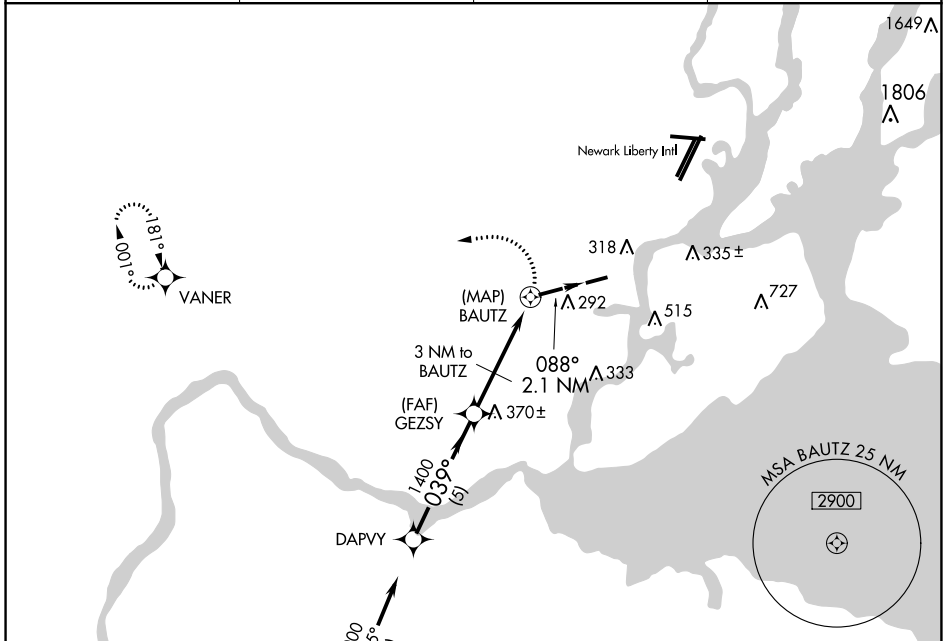 1649
1806
Newark Liberty Intl
181°
001°
VANER
318
335±
(MAP)
BAUTZ
292
515
727
3 NM to
BAUTZ
088°
2.1 NM
333
(FAF)
GEZSY
370±
1400
039°
(5)
MSA BAUTZ 25 NM
2900
DAPVY